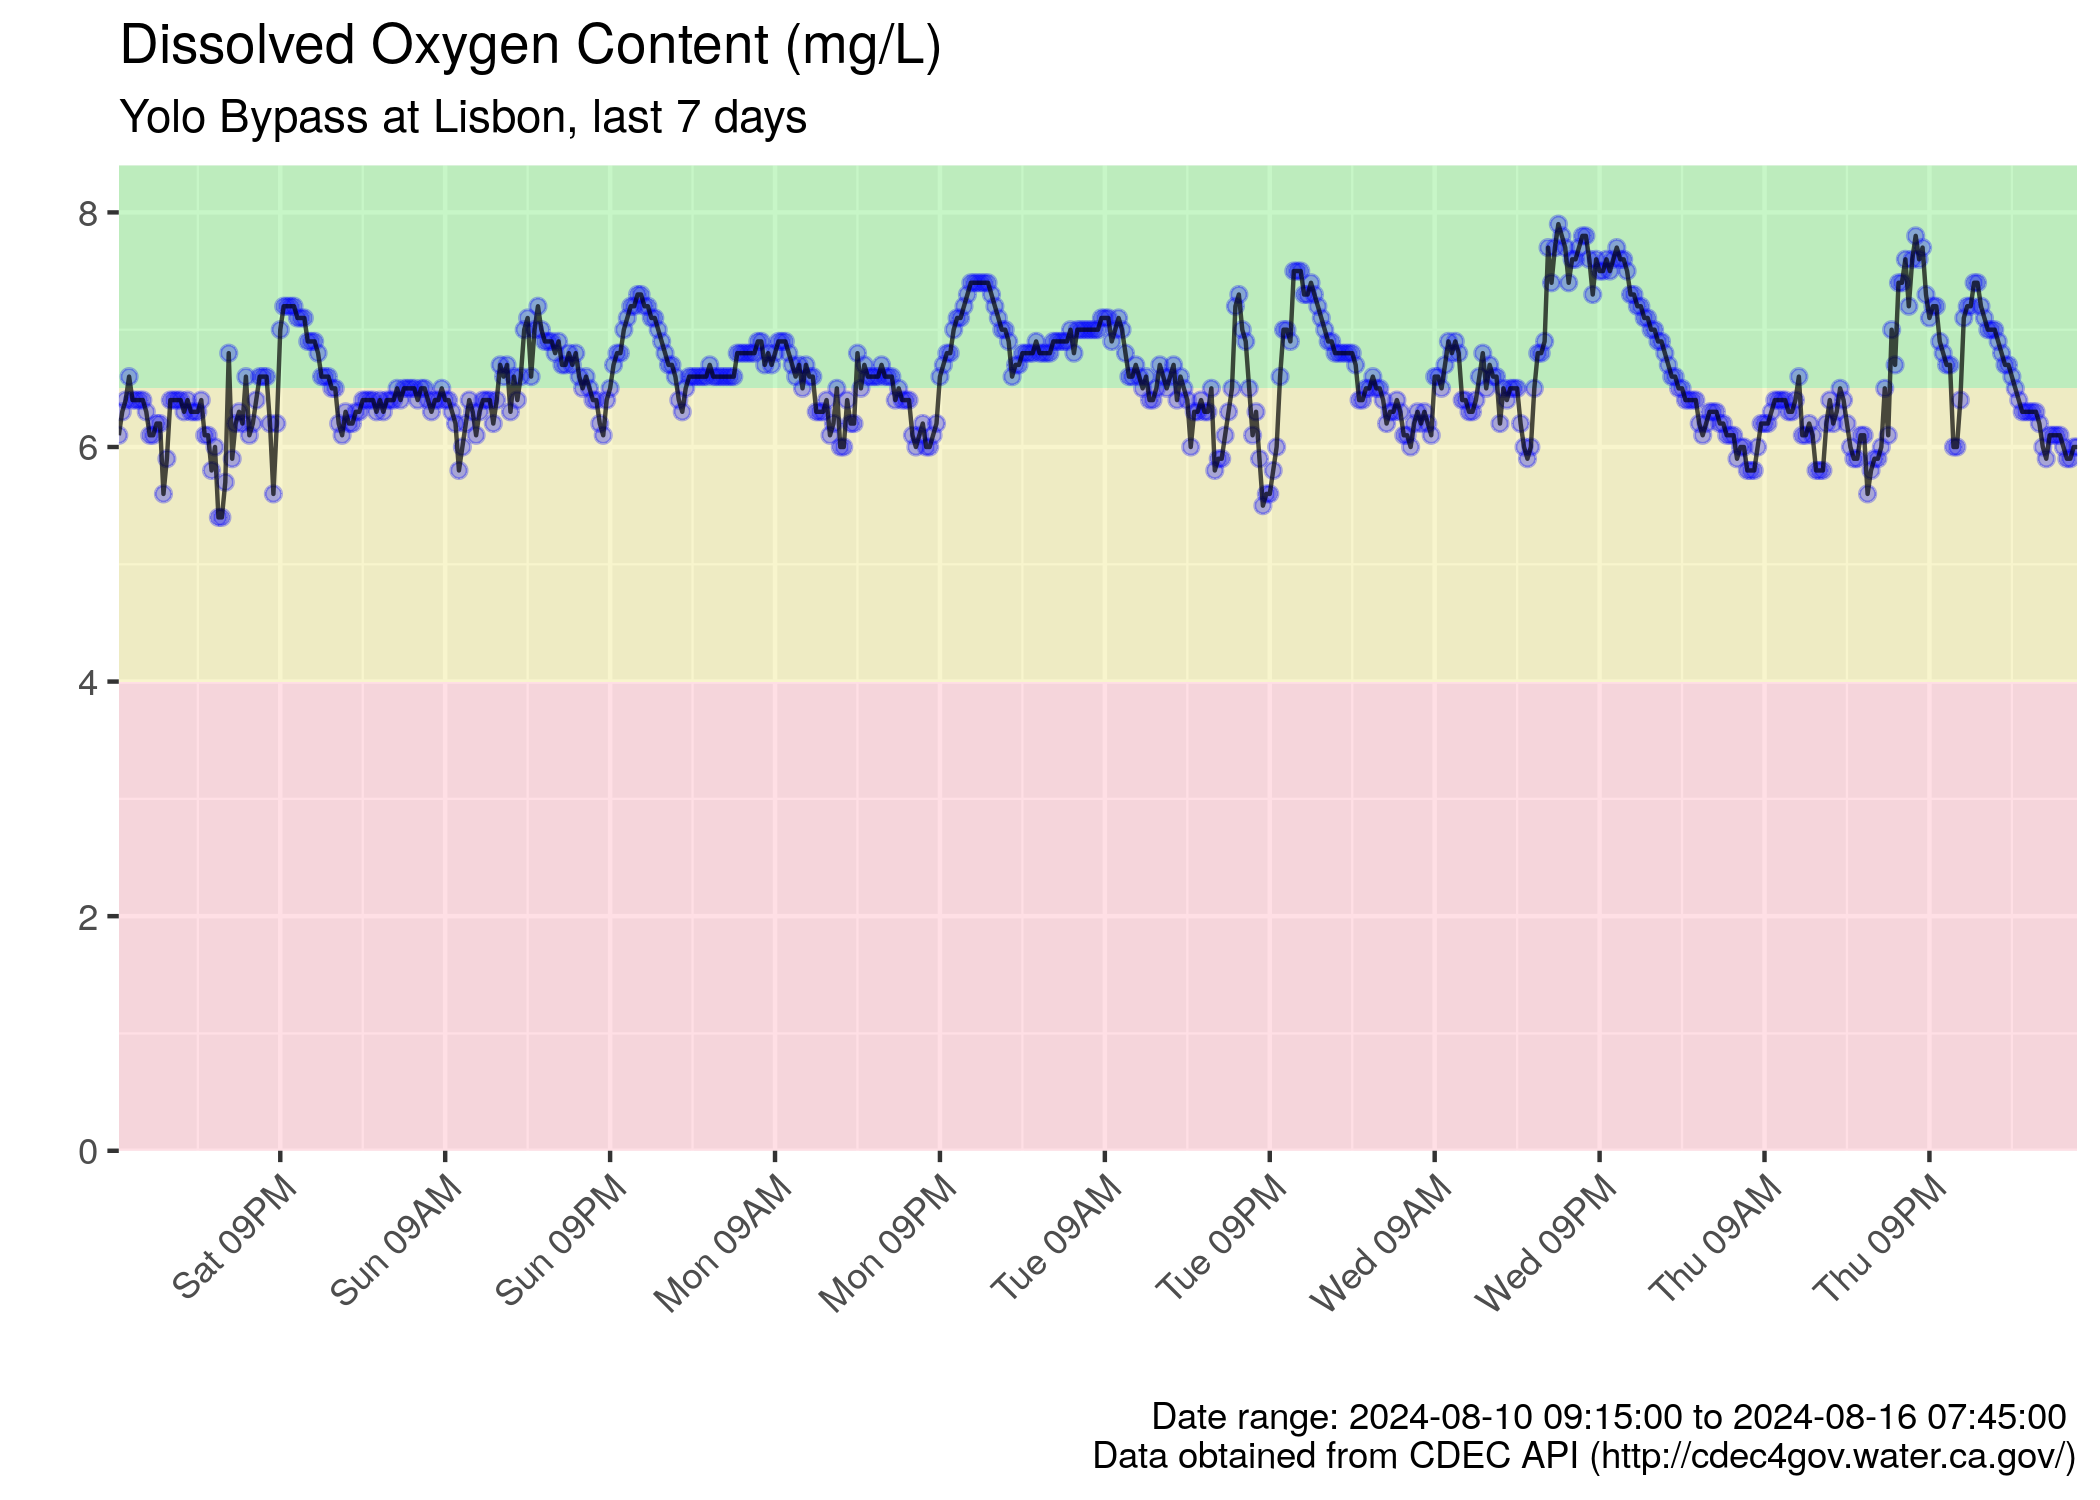 Dissolved Oxygen Content (mg/L)
Yolo Bypass at Lisbon, last 7 days
8
6
4
2
0
Sat 09PM
Sun 09AM
Sun 09PM
Mon 09AM
Mon 09PM
Tue 09AM
Tue 09PM
Wed 09AM
Wed 09PM
Thu 09AM
Thu 09PM
Date range: 2024-08-10 09:15:00 to 2024-08-16 07:45:00
Data obtained from CDEC API (http://cdec4gov.water.ca.gov/)